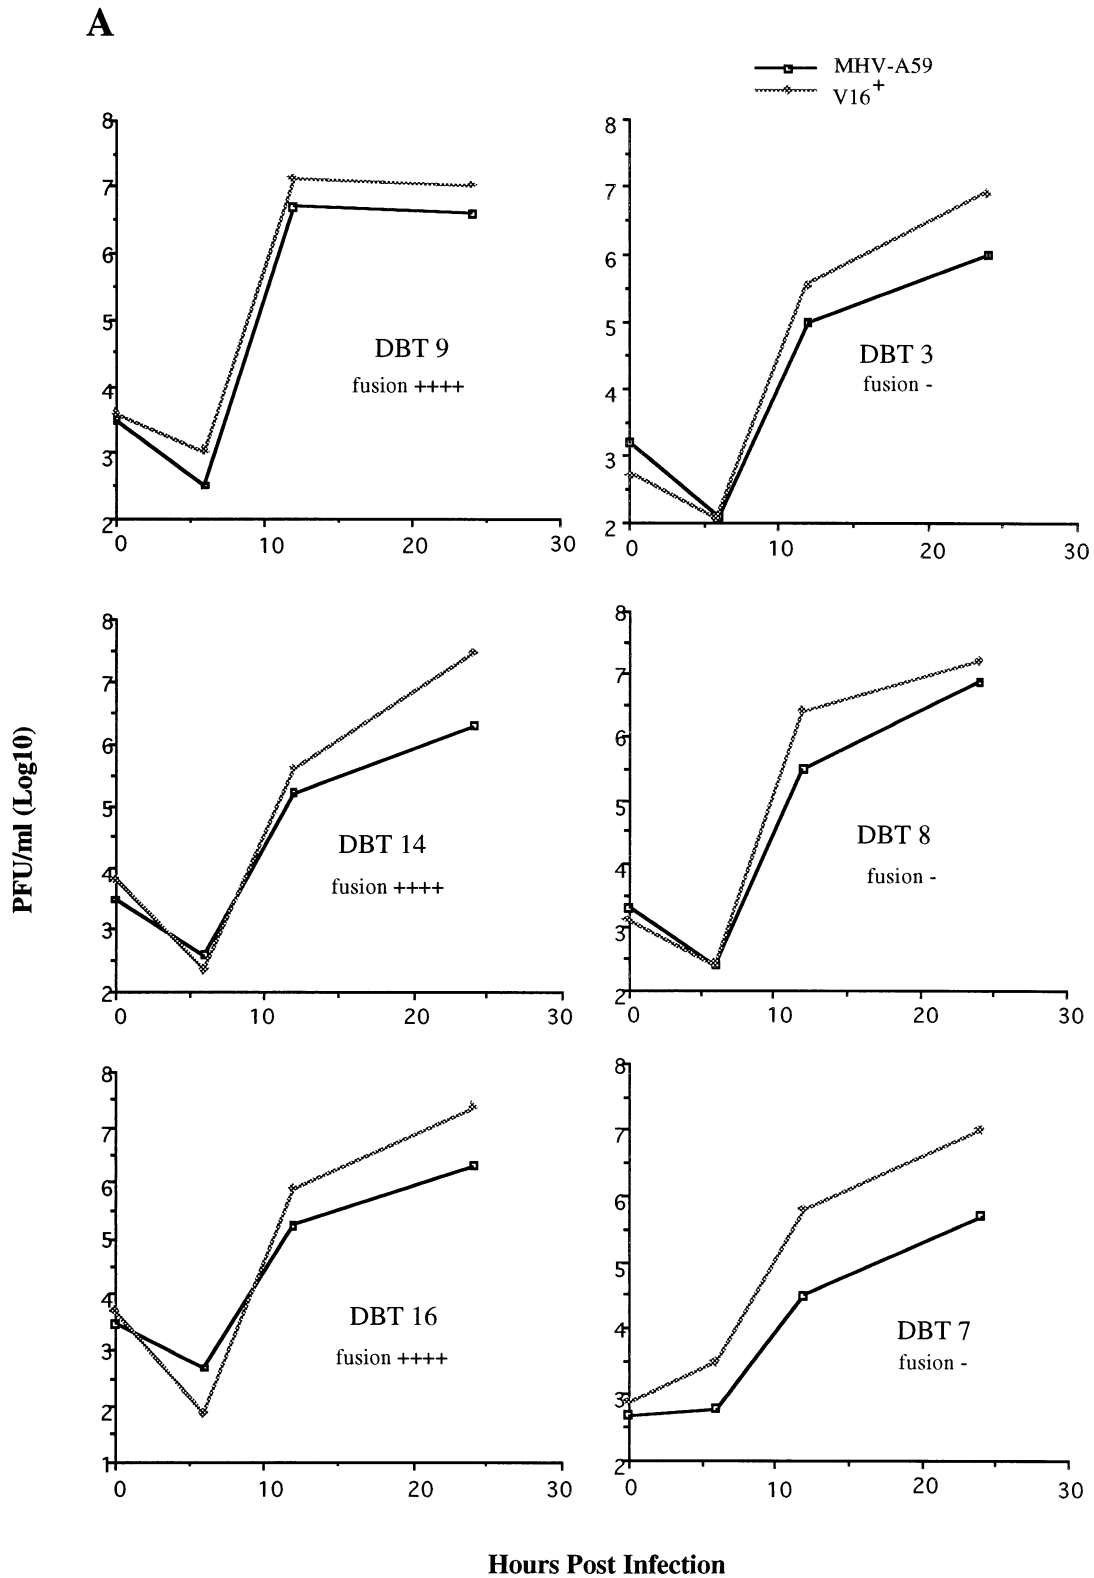 A
MHV-A59
V16+
8
7
6
5
4
3
2
0 10 20 30
DBT 9
fusion ++++
8
7
6
5
4
3
2
0 10 20 30
DBT 3
fusion -
8
7
6
5
4
3
2
0 10 20 30
DBT 14
fusion ++++
8
7
6
5
4
3
2
0 10 20 30
DBT 8
fusion -
PFU/ml (Log10)
8
7
6
5
4
3
2
1
0 10 20 30
DBT 16
fusion ++++
8
7
6
5
4
3
2
0 10 20 30
DBT 7
fusion -
Hours Post Infection